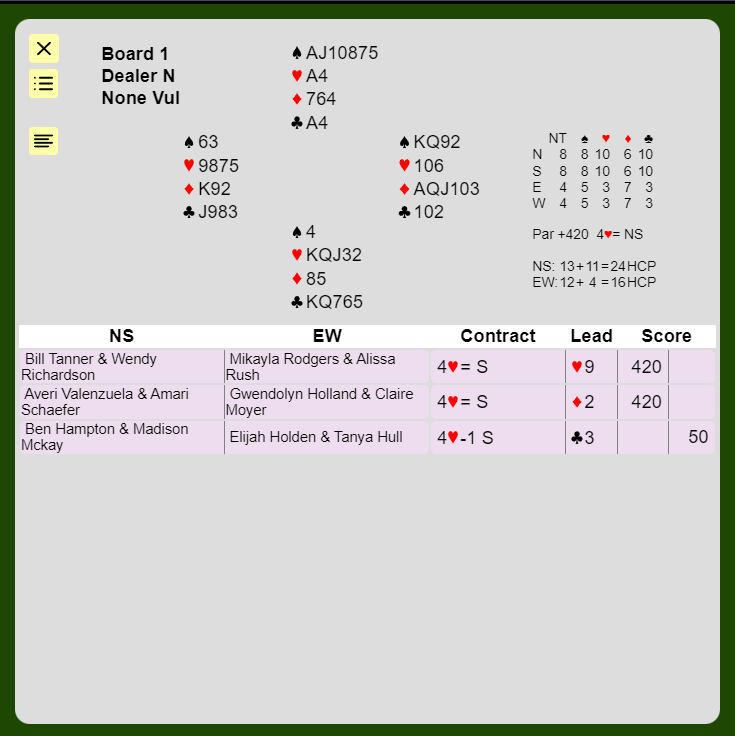 Board 1
Dealer N
None Vul
♠ AJ10875
♥ A4
♦ 764
♣ A4
♠ 63
♥ 9875
♦ K92
♣ J983
♠ KQ92
♥ 106
♦ AQJ103
♣ 102
♠ 4
♥ KQJ32
♦ 85
♣ KQ765
NT ♠ ♥ ♦ ♣
N 8 8 10 6 10
S 8 8 10 6 10
E 4 5 3 7 3
W 4 5 3 7 3
Par +420 4♥= NS
NS: 13+11=24HCP
EW: 12+ 4 =16HCP
NS EW Contract Lead Score
Bill Tanner & Wendy
Richardson
Mikayla Rodgers & Alissa
Rush
4♥= S ♥9 420
Averi Valenzuela & Amari
Schaefer
Gwendolyn Holland & Claire
Moyer
4♥= S ♦2 420
Ben Hampton & Madison
Mckay
Elijah Holden & Tanya Hull
4♥-1 S ♣3 50